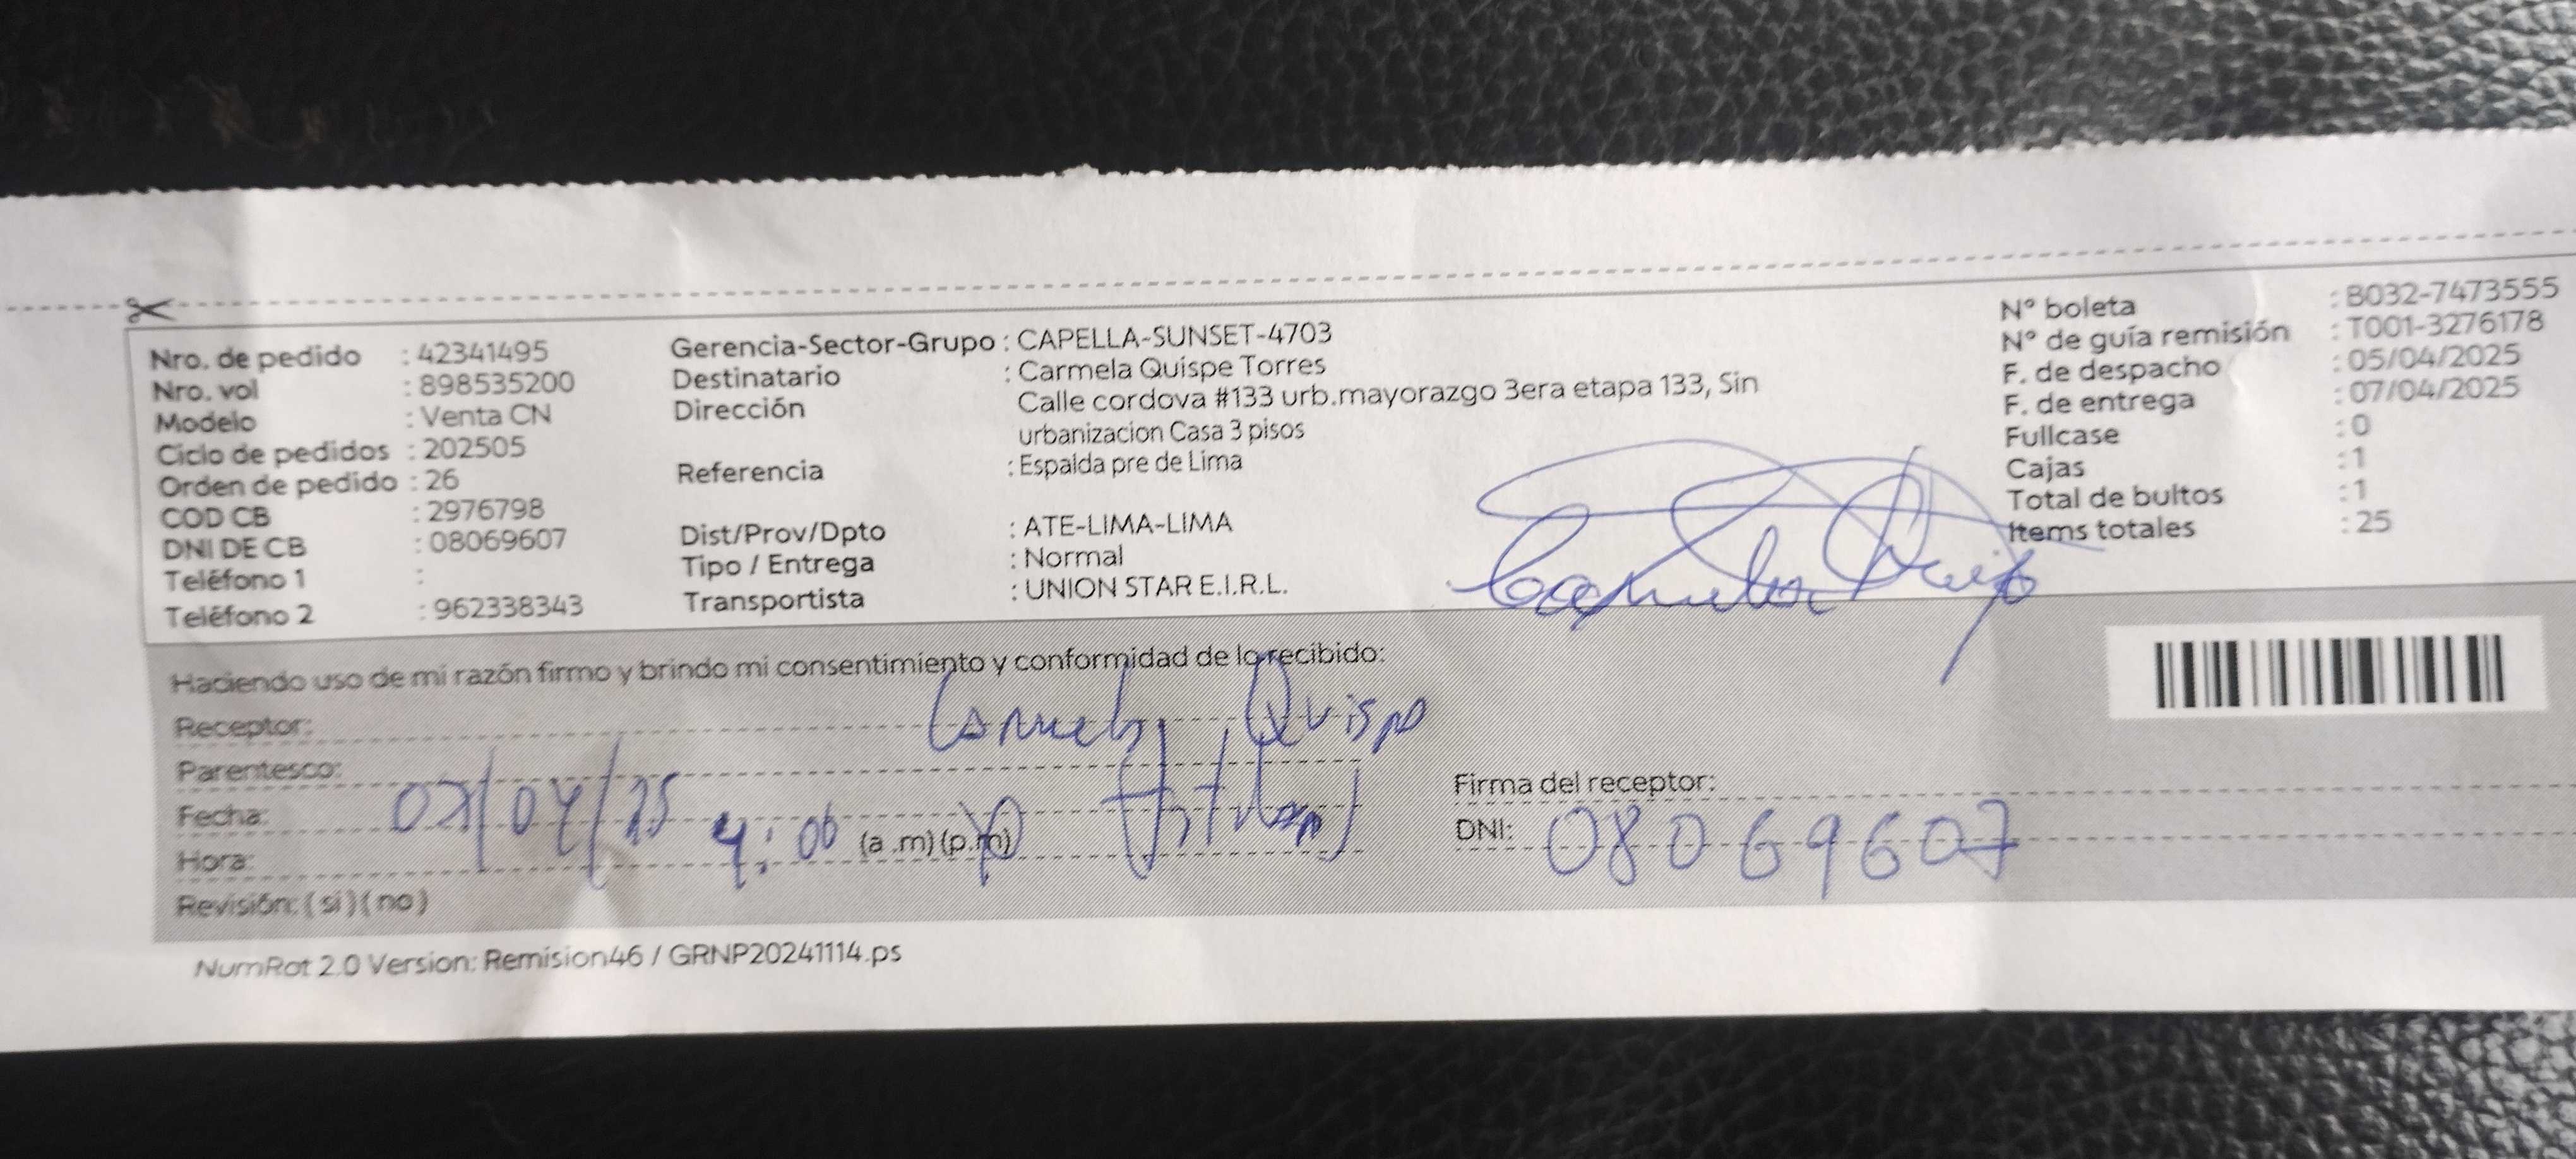 Nro. de pedido : 42341495
Nro. vol : 898535200
Modelo : Venta CN
Ciclo de pedidos : 202505
Orden de pedido : 26
COD CB : 2976798
DNI DE CB : 08069607
Teléfono 1 :
Teléfono 2 : 962338343
Gerencia-Sector-Grupo : CAPELLA-SUNSET-4703
Destinatario : Carmela Quispe Torres
Dirección Calle cordova #133 urb.mayorazgo 3era etapa 133, Sin
urbanizacion Casa 3 pisos
Referencia : Espalda pre de Lima
Dist/Prov/Dpto : ATE-LIMA-LIMA
Tipo / Entrega : Normal
Transportista : UNION STAR E.I.R.L.
N° boleta : B032-7473555
N° de guía remisión : T001-3276178
F. de despacho : 05/04/2025
F. de entrega : 07/04/2025
Fullcase : 0
Cajas : 1
Total de bultos : 1
Items totales : 25
Haciendo uso de mi razón firmo y brindo mi consentimiento y conformidad de lo recibido:
Receptor: Carmela Quispe
Parentesco:
Fecha: 07/04/25
Hora: 4:00 (a .m) (p.m)
Revisión: ( si ) ( no )
Firma del receptor:
DNI: 08069607
NumRot 2.0 Version: Remision46 / GRNP20241114.ps